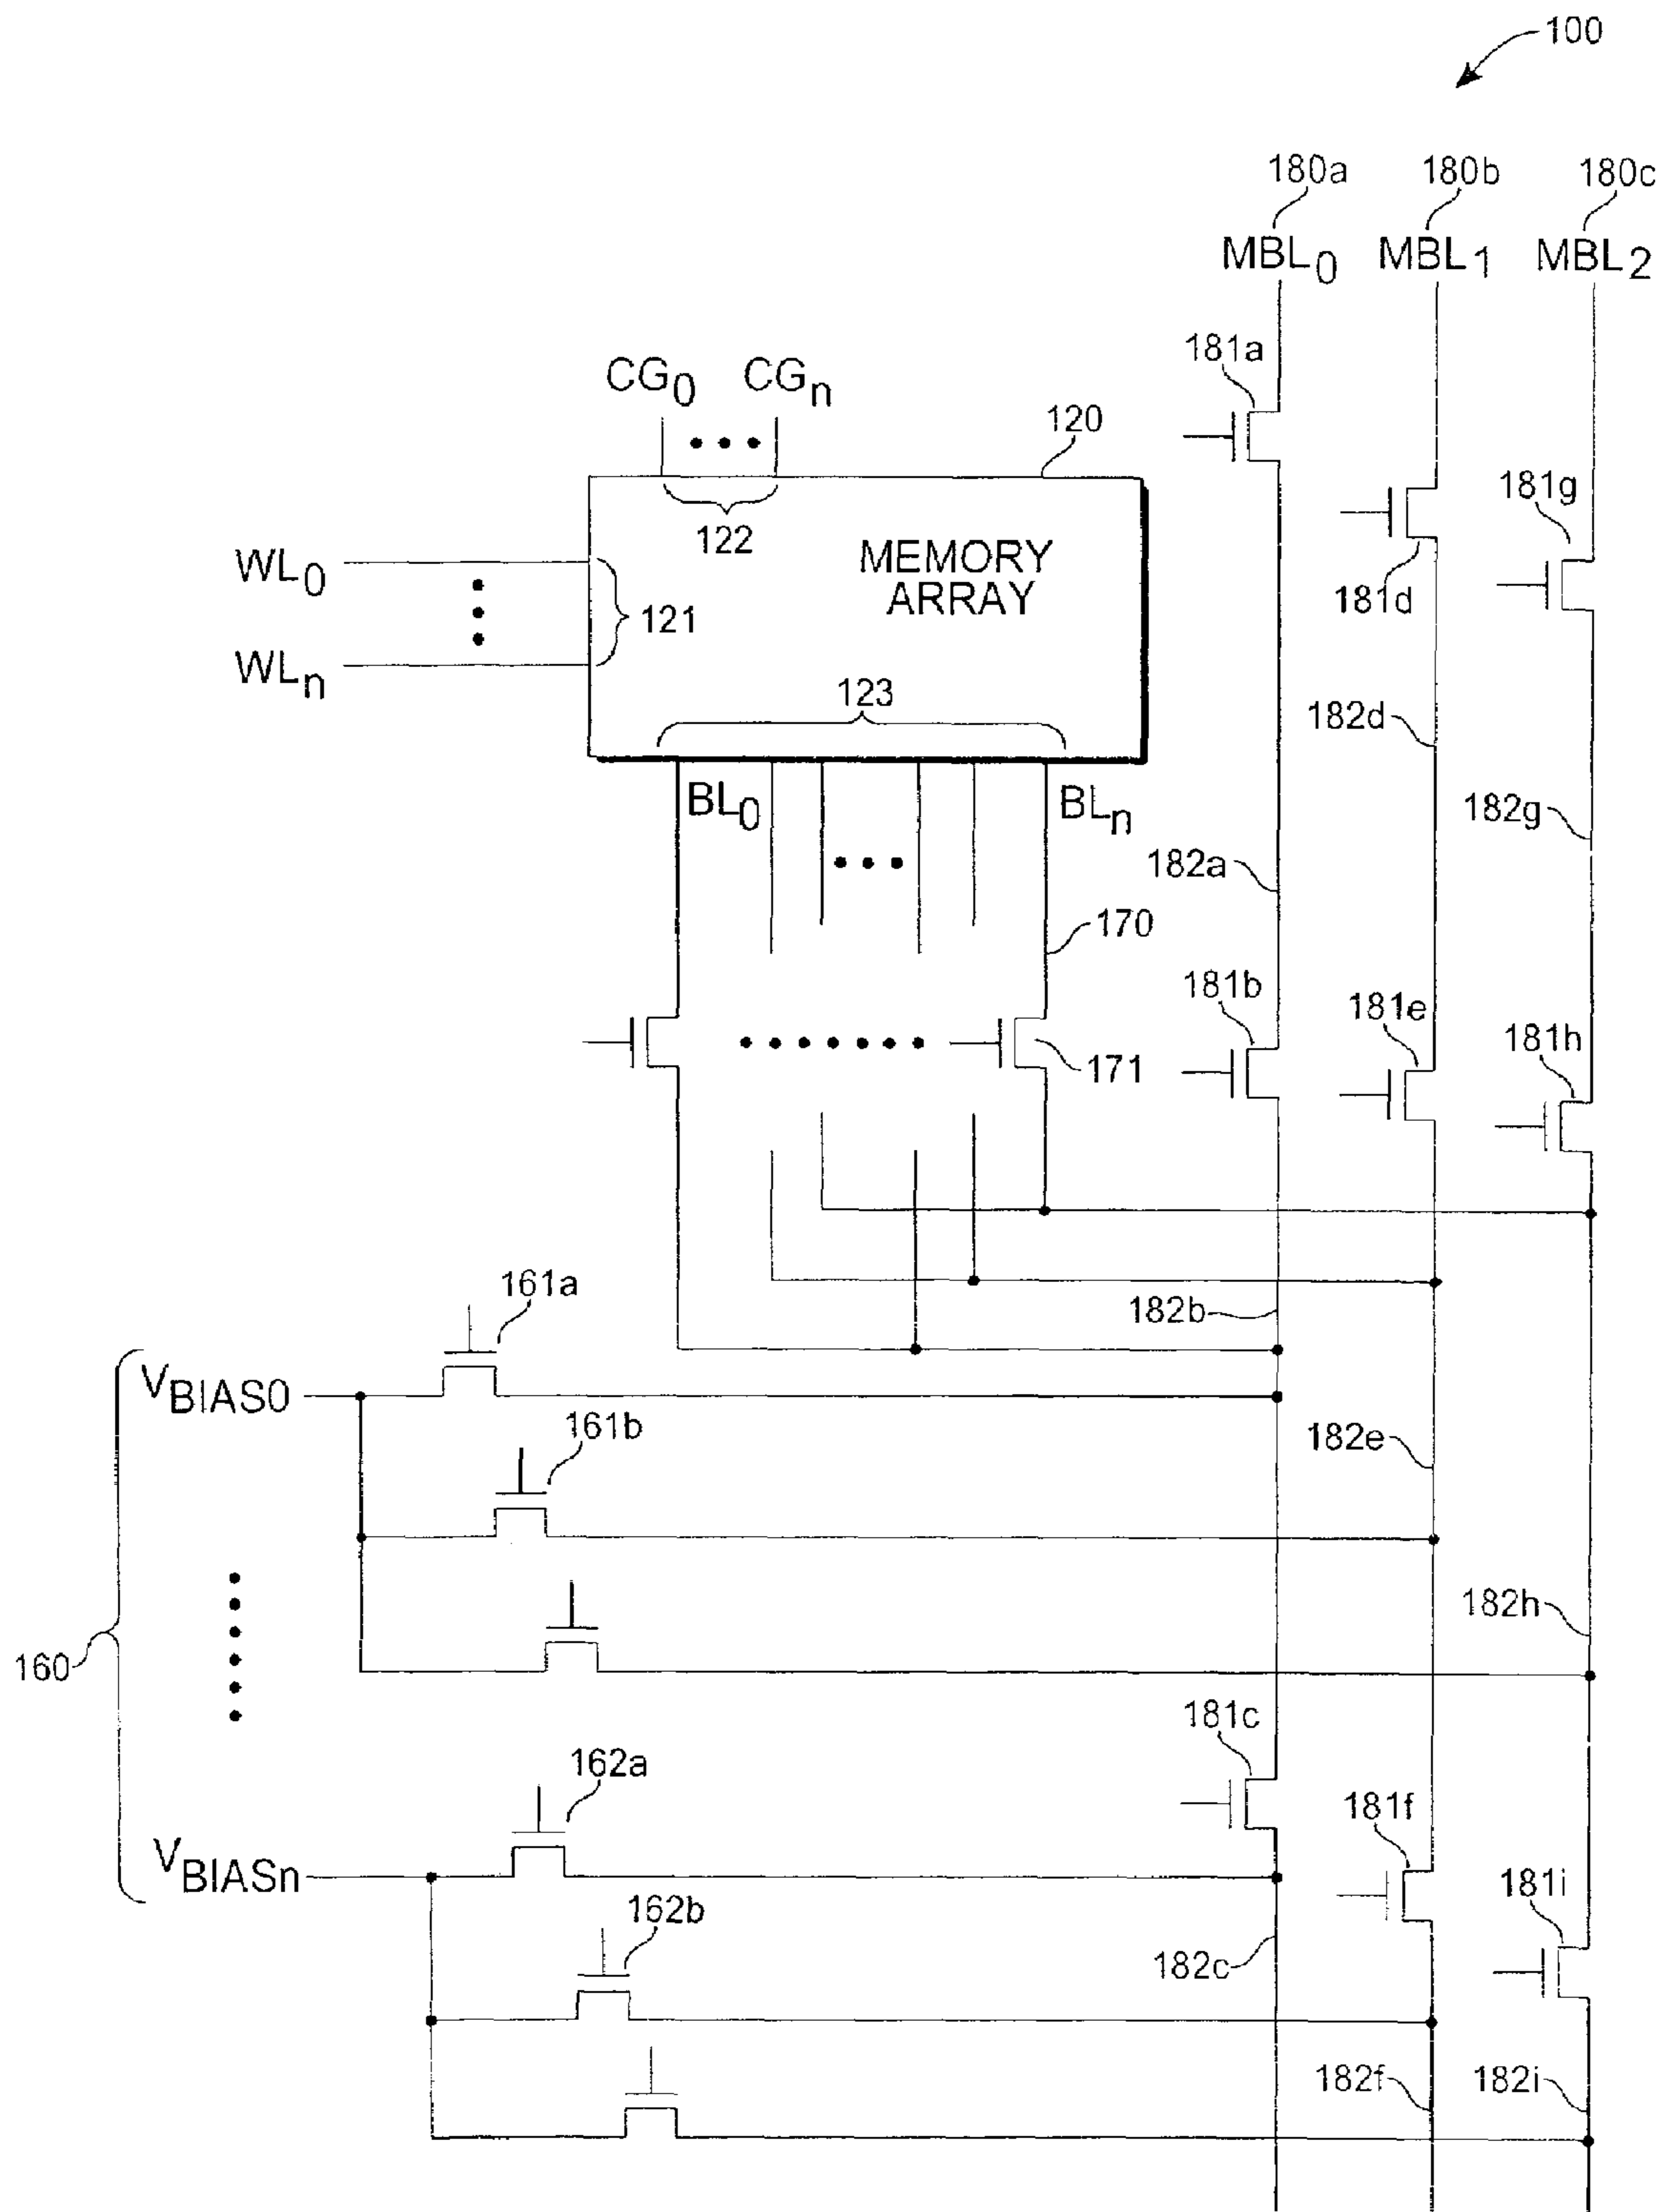 100
180a 180b 180c
MBL0 MBL1 MBL2
181a
CG0 CGn
120
181g
122
WL0
MEMORY
ARRAY
181d
121
WLn
123
182d
BL0 BLn
182g
182a
170
181b
181e
181h
171
161a
182b
VBIAS0
161b
182e
182h
160
181c
162a
181f
VBIASn
181i
162b
182c
182f 182i